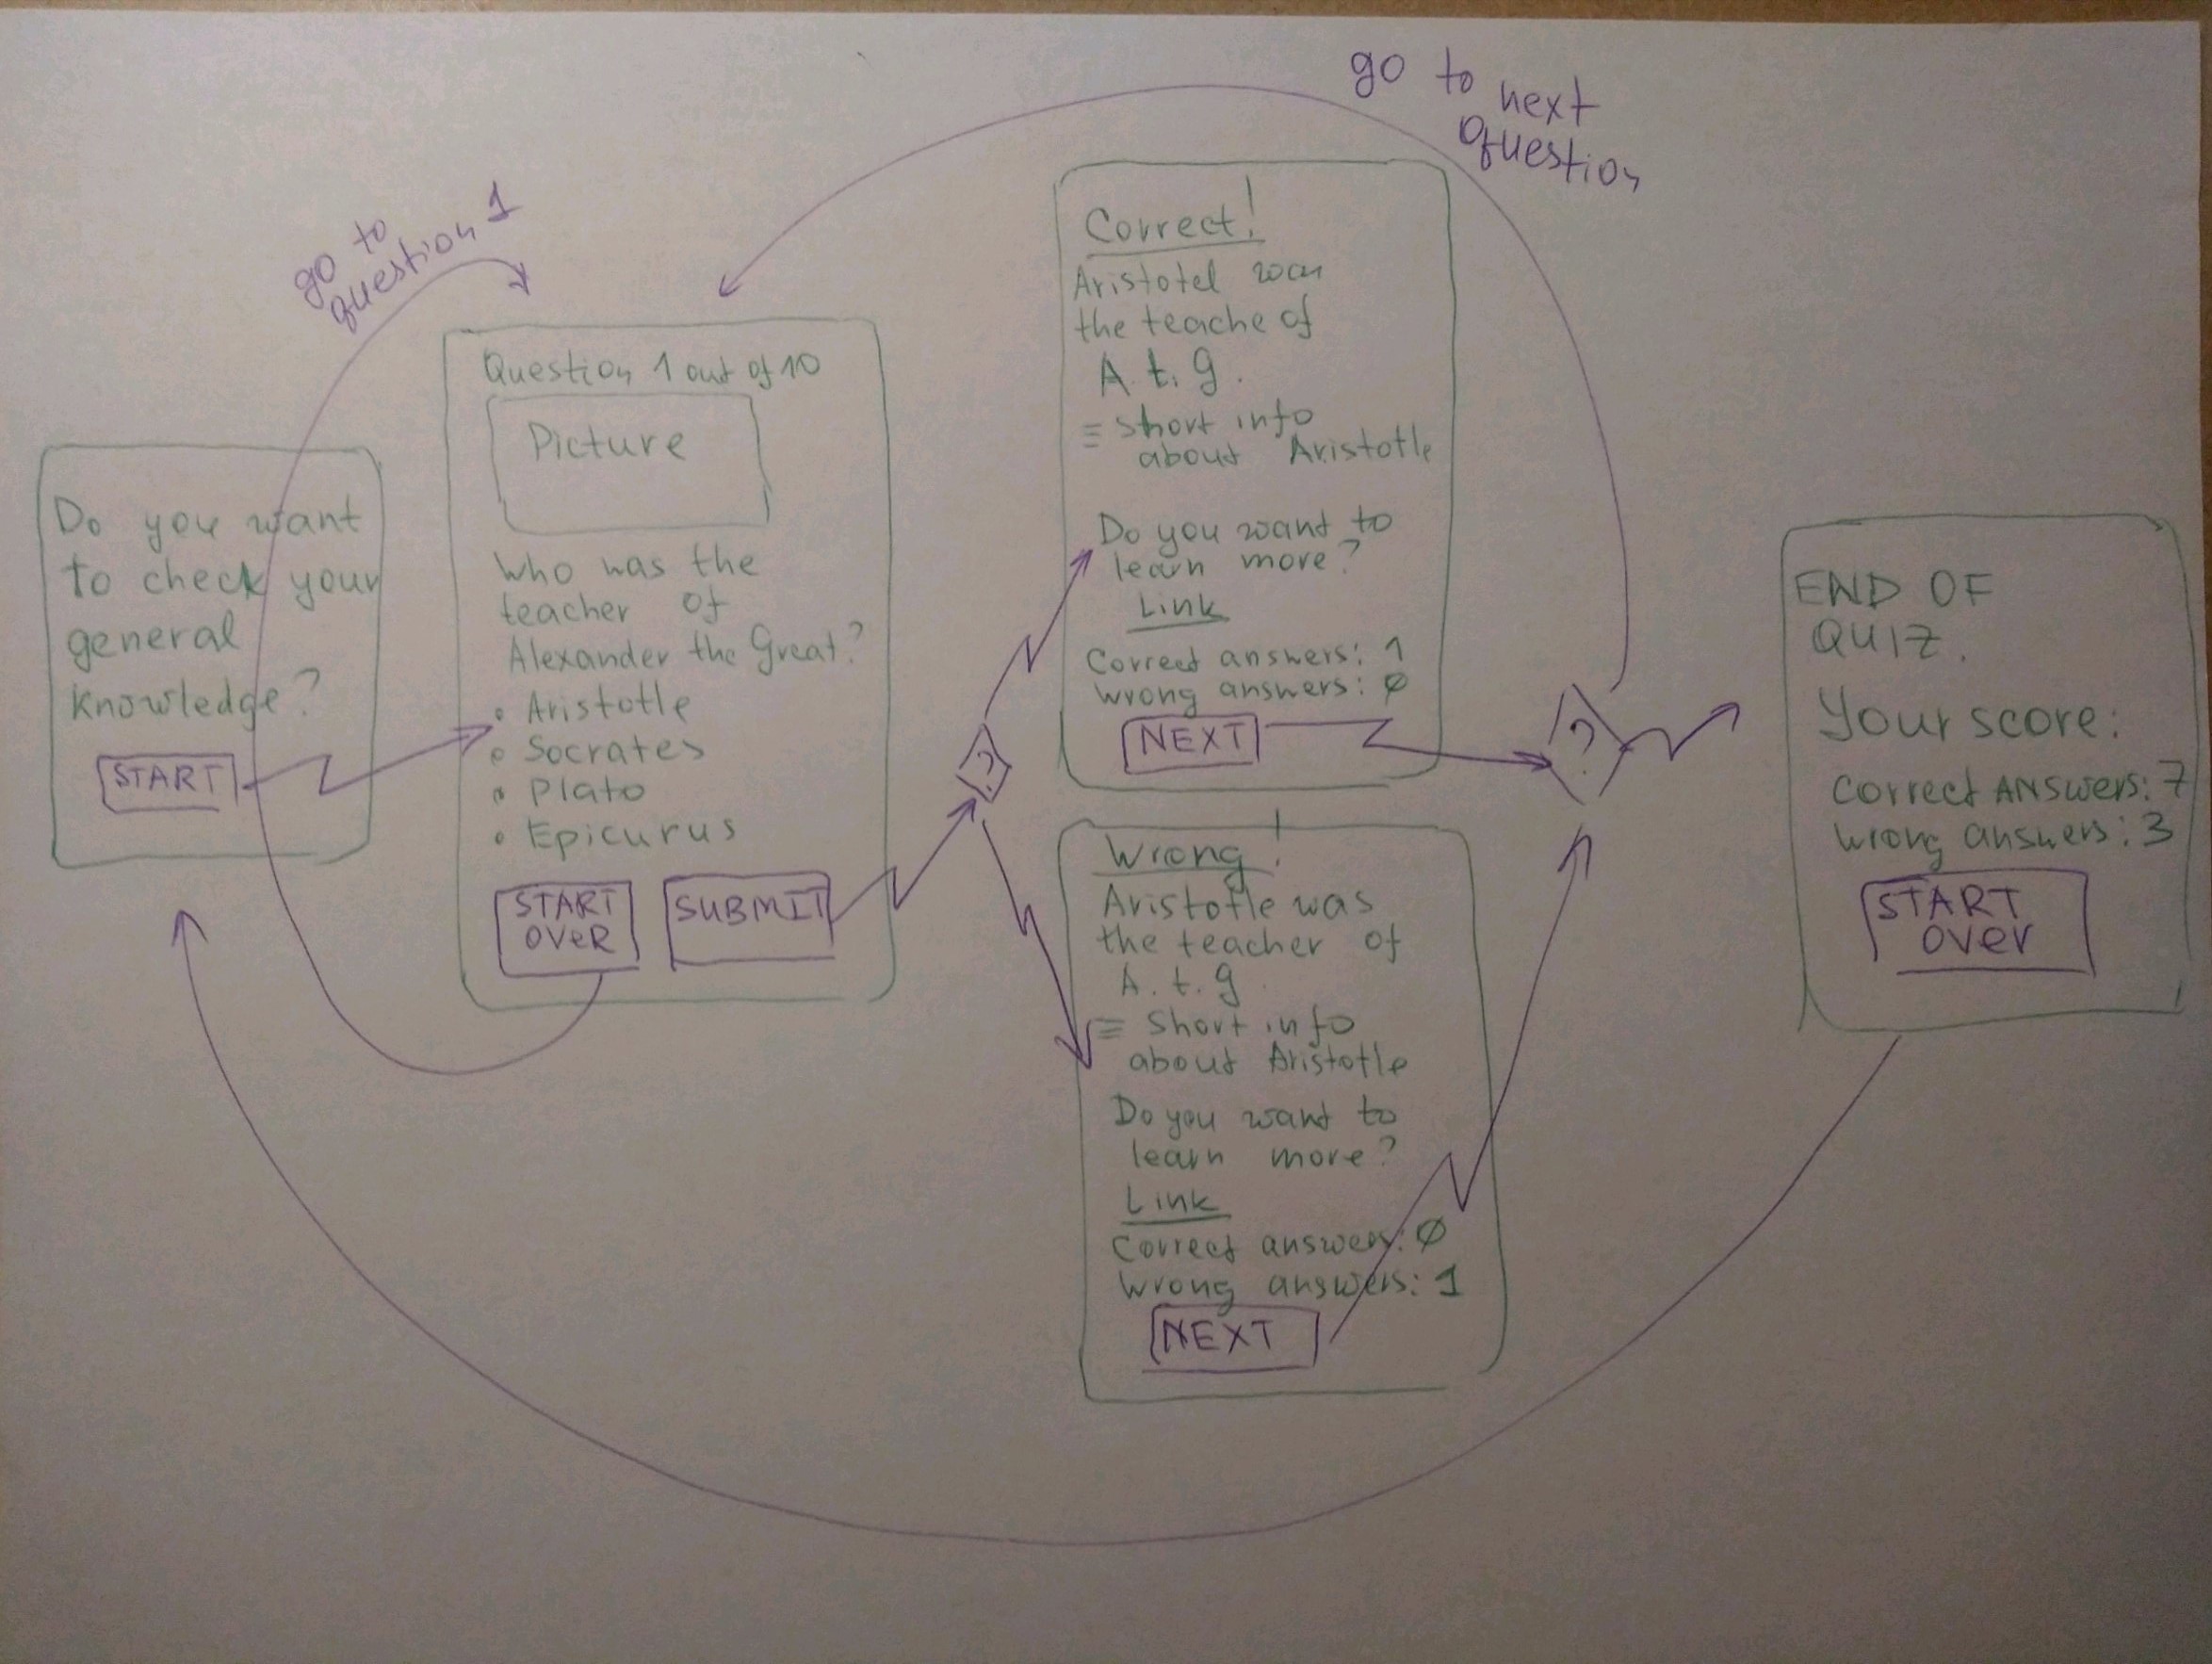 go to
next
question
go to
question 1
Do you want
to check your
general
knowledge?
START
Question 1 out of 10
Picture
Who was the
teacher of
Alexander the Great?
• Aristotle
• Socrates
• Plato
• Epicurus
START
OVER
SUBMIT
?
Correct!
Aristotel
the teache of
A. t. g.
≡ short info
about Aristotle
Do you want to
learn more?
Link
Correct answers: 1
Wrong answers: 0
NEXT
Wrong!
Aristotle was
the teacher of
A. t. g
≡ Short info
about Aristotle
Do you want to
learn more?
Link
Correct answers: 0
Wrong answers: 1
NEXT
?
END OF
QUIZ.
Your score:
Correct ANSWERS: 7
Wrong answers: 3
START
Over